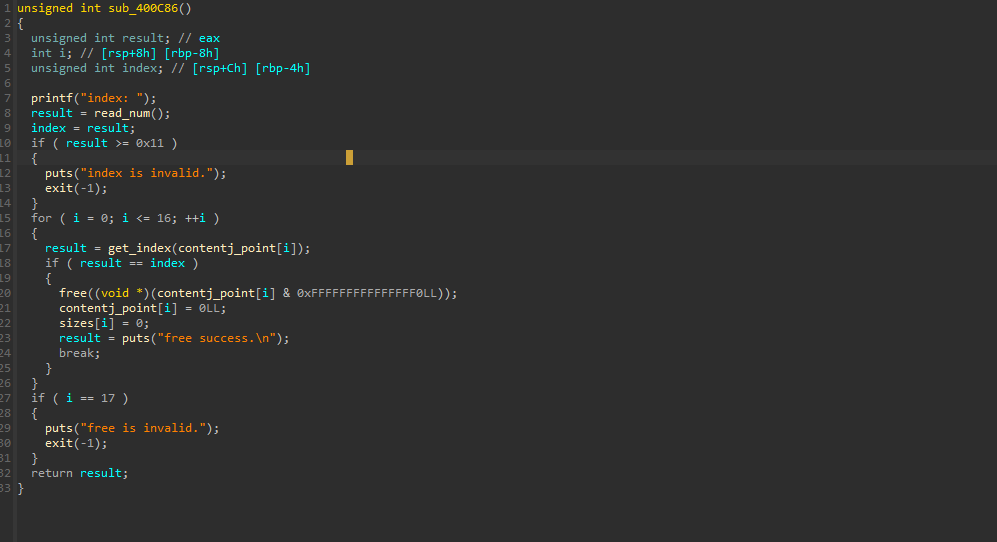 1 unsigned int sub_400C86()
2 {
3 unsigned int result; // eax
4 int i; // [rsp+8h] [rbp-8h]
5 unsigned int index; // [rsp+Ch] [rbp-4h]
6
7 printf("index: ");
8 result = read_num();
9 index = result;
10 if ( result >= 0x11 )
11 {
12 puts("index is invalid.");
13 exit(-1);
14 }
15 for ( i = 0; i <= 16; ++i )
16 {
17 result = get_index(contentj_point[i]);
18 if ( result == index )
19 {
20 free((void *)(contentj_point[i] & 0xFFFFFFFFFFFFFFF0LL));
21 contentj_point[i] = 0LL;
22 sizes[i] = 0;
23 result = puts("free success.\n");
24 break;
25 }
26 }
27 if ( i == 17 )
28 {
29 puts("free is invalid.");
30 exit(-1);
31 }
32 return result;
33 }